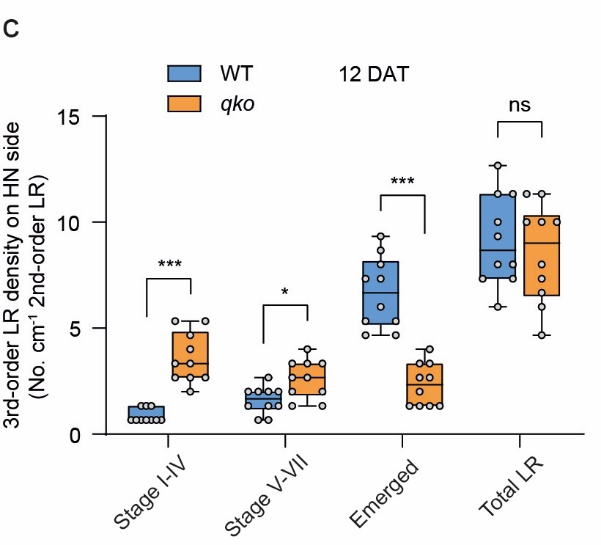 C
WT 12 DAT
qko
3rd-order LR density on HN side
(No. cm⁻¹ 2nd-order LR)
15
10
5
0
***
*
***
ns
Stage I-IV
Stage V-VII
Emerged
Total LR